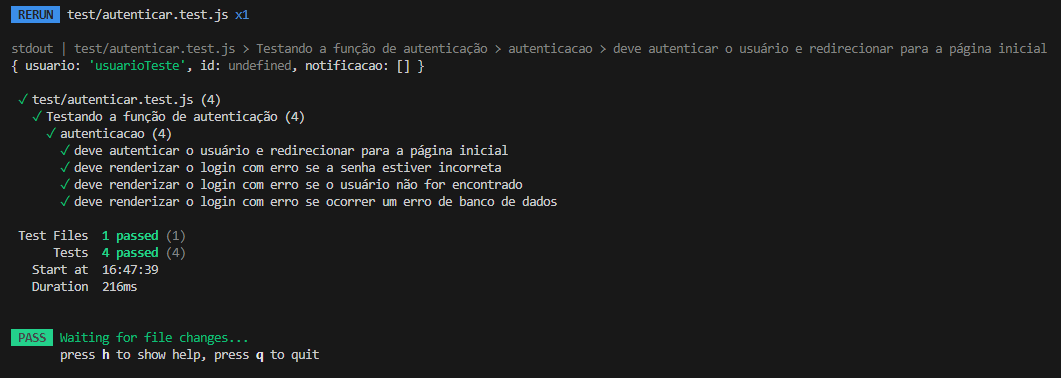 RERUN test/autenticar.test.js x1
stdout | test/autenticar.test.js > Testando a função de autenticação > autenticacao > deve autenticar o usuário e redirecionar para a página inicial
{ usuario: 'usuarioTeste', id: undefined, notificacao: [] }
✓ test/autenticar.test.js (4)
✓ Testando a função de autenticação (4)
✓ autenticacao (4)
✓ deve autenticar o usuário e redirecionar para a página inicial
✓ deve renderizar o login com erro se a senha estiver incorreta
✓ deve renderizar o login com erro se o usuário não for encontrado
✓ deve renderizar o login com erro se ocorrer um erro de banco de dados
Test Files 1 passed (1)
Tests 4 passed (4)
Start at 16:47:39
Duration 216ms
PASS Waiting for file changes...
press h to show help, press q to quit